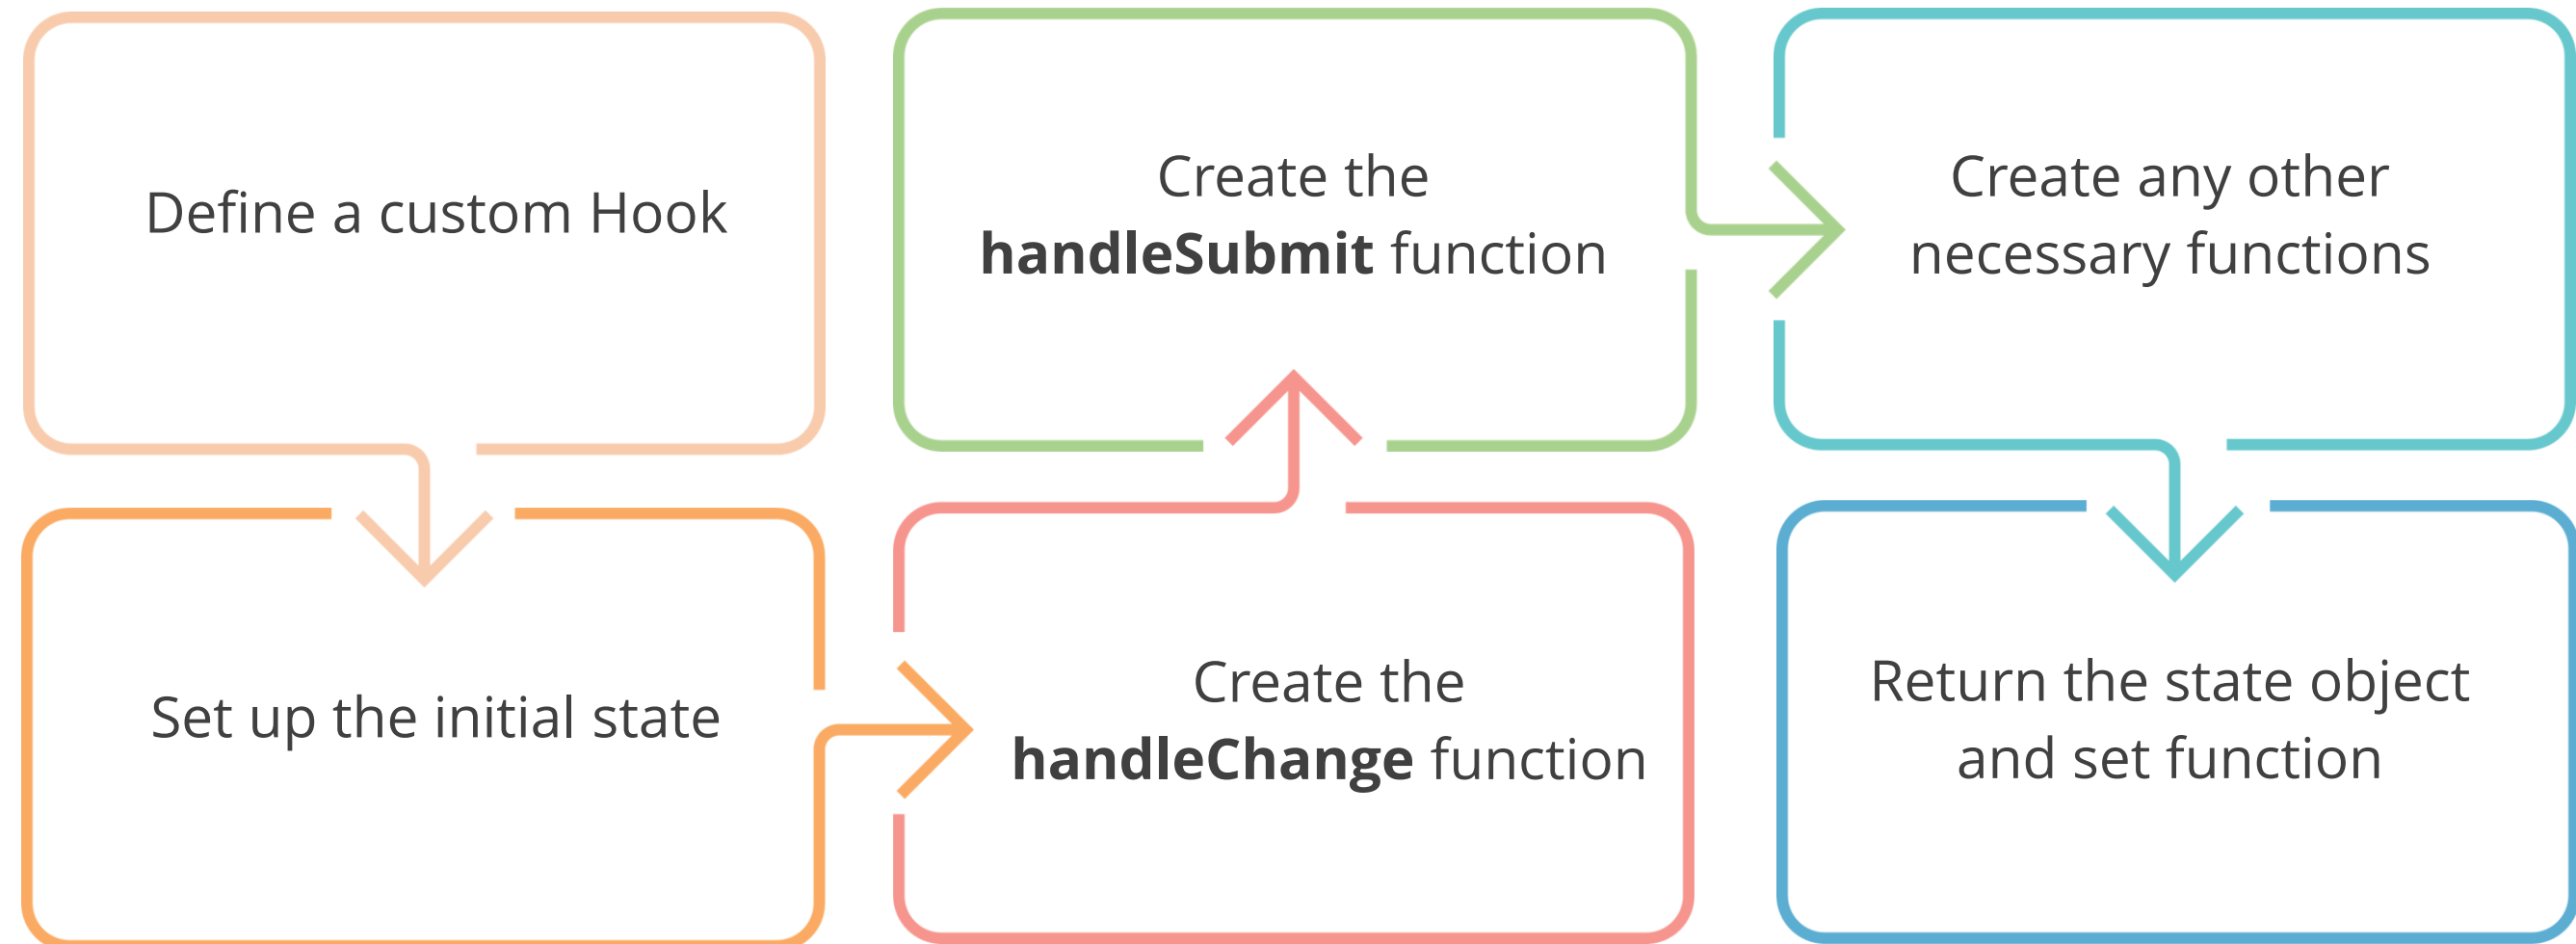 Define a custom Hook
Set up the initial state
Create the
handleChange function
Create the
handleSubmit function
Create any other
necessary functions
Return the state object
and set function